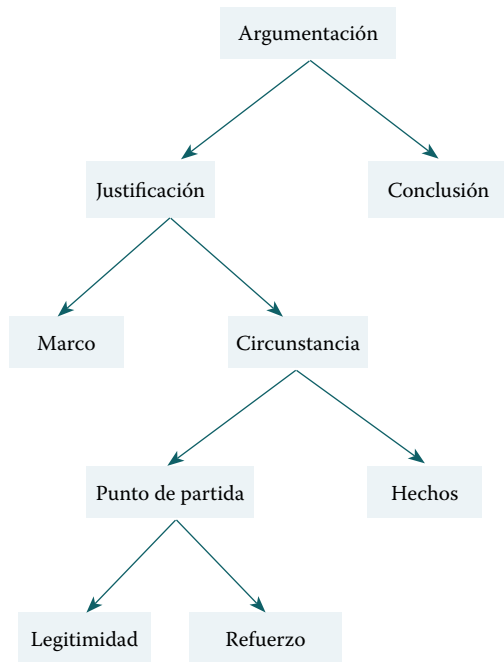 Argumentación
Justificación
Conclusión
Marco
Circunstancia
Punto de partida
Hechos
Legitimidad
Refuerzo